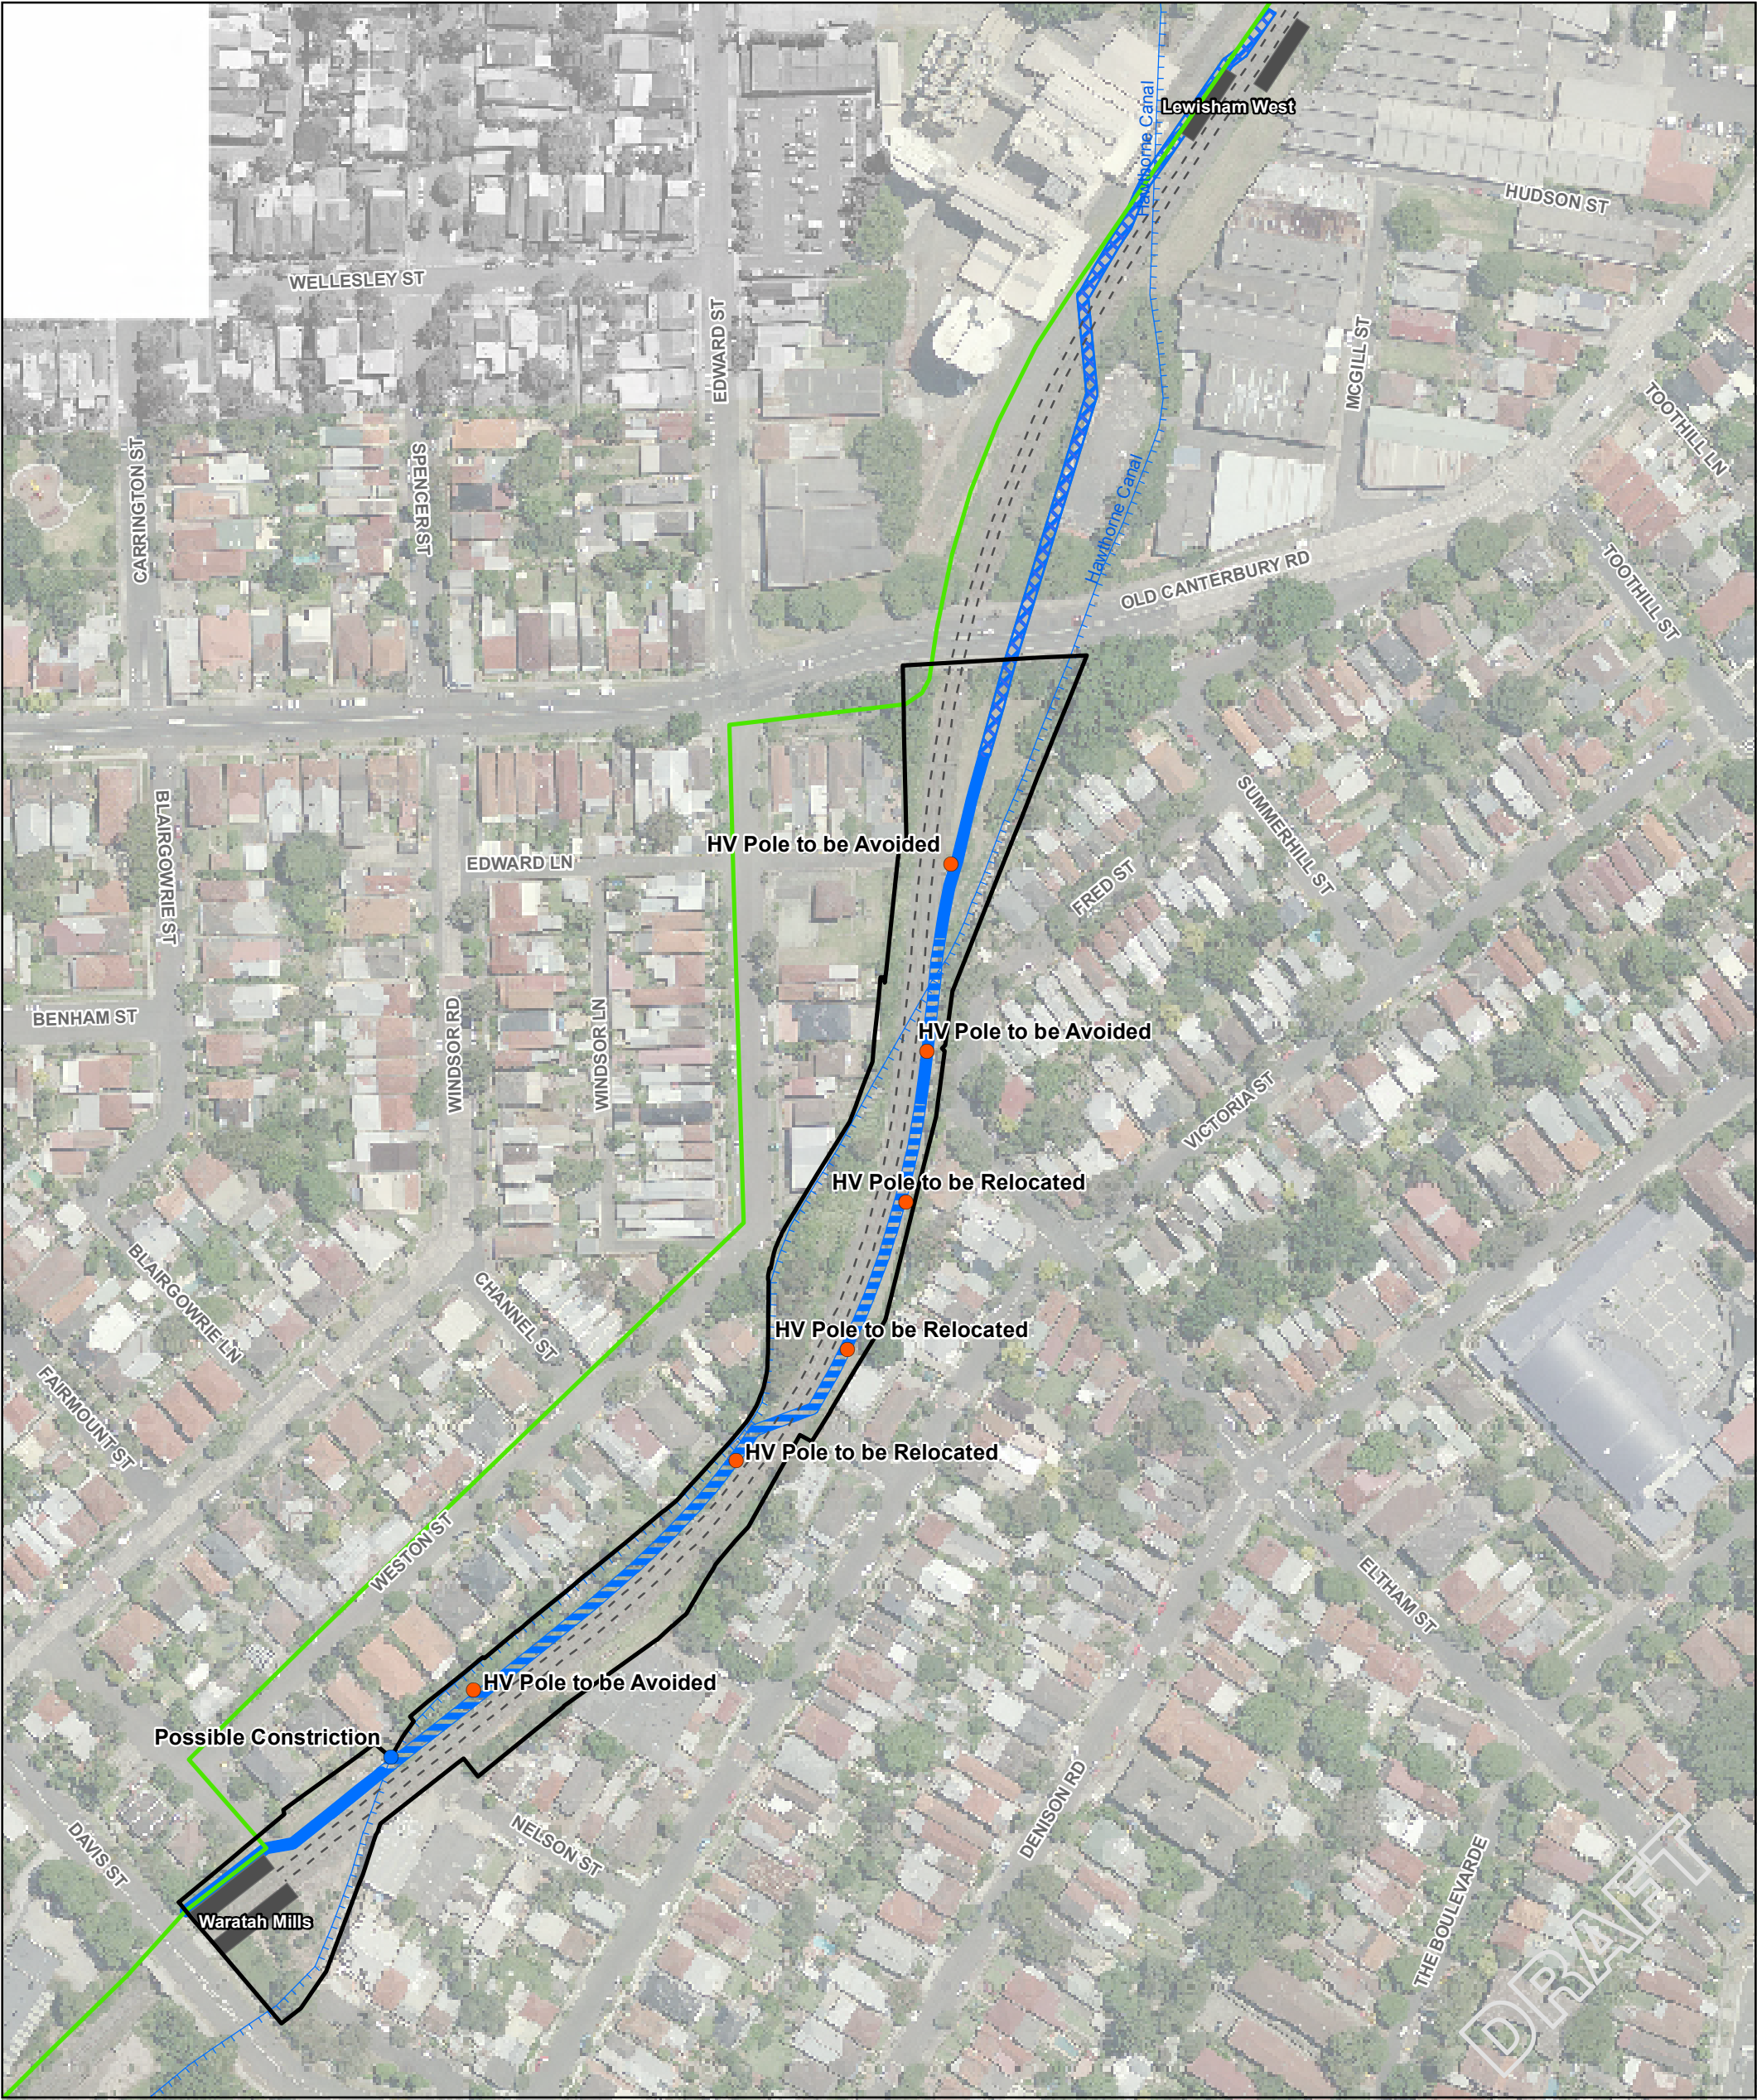 Lewisham West
Hawthorne Canal
HUDSON ST
WELLESLEY ST
EDWARD ST
MCGILL ST
TOOTHILL LN
CARRINGTON ST
SPENCER ST
Hawthorne Canal
OLD CANTERBURY RD
TOOTHILL ST
BLAIRGOWRIE ST
SUMMERHILL ST
HV Pole to be Avoided
EDWARD LN
FRED ST
BENHAM ST
WINDSOR RD
WINDSOR LN
HV Pole to be Avoided
VICTORIA ST
HV Pole to be Relocated
BLAIRGOWRIE LN
CHANNEL ST
HV Pole to be Relocated
FAIRMOUNT ST
HV Pole to be Relocated
WESTON ST
ELTHAM ST
HV Pole to be Avoided
Possible Constriction
DENISON RD
NELSON ST
DAVIS ST
THE BOULEVARDE
Waratah Mills
DRAFT